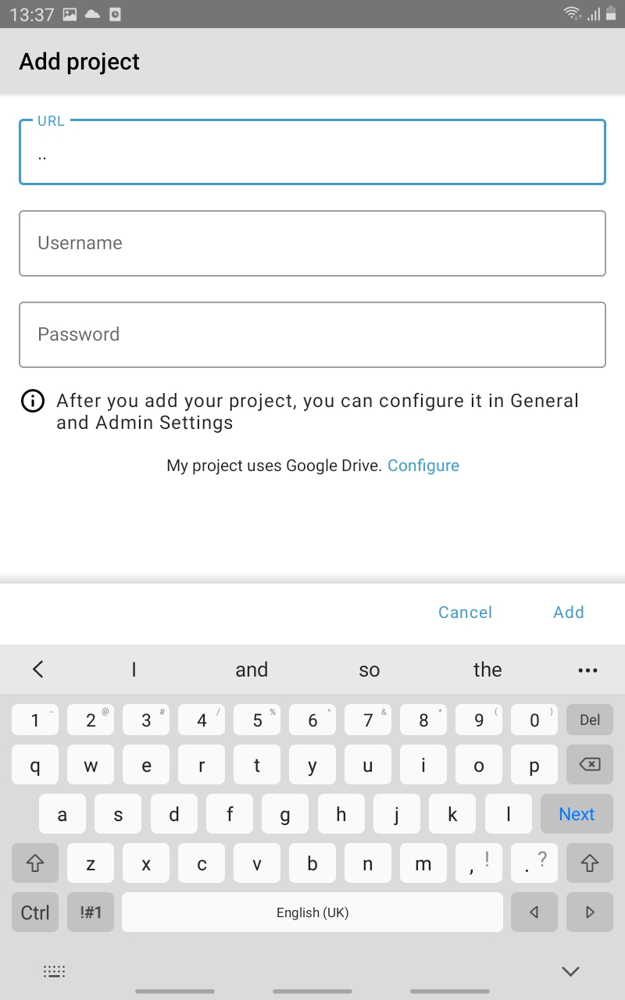 13:37
Add project
URL
..
Username
Password
After you add your project, you can configure it in General
and Admin Settings
My project uses Google Drive. Configure
Cancel Add
I and so the
1 - 2 @ 3 # 4 / 5 % 6 ^ 7 & 8 * 9 ( 0 ) Del
q w e r t y u i o p
a s d f g h j k l Next
z x c v b n m , ! . ?
Ctrl !#1 English (UK)